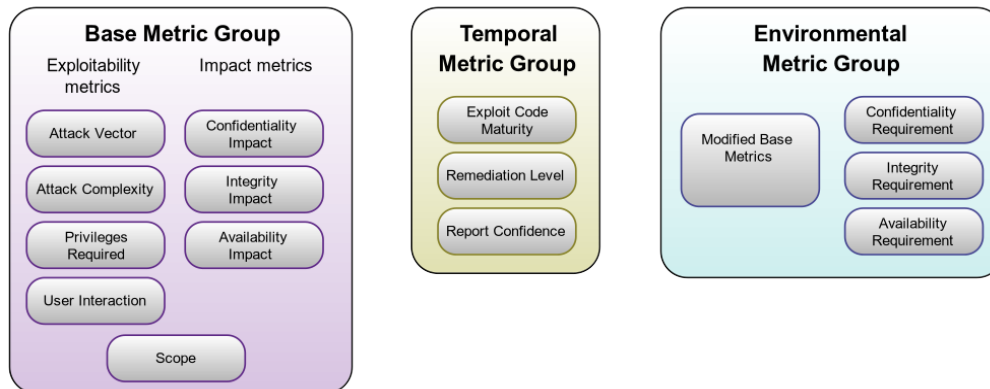 Base Metric Group
Exploitability
metrics
Impact metrics
Attack Vector
Attack Complexity
Privileges
Required
User Interaction
Confidentiality
Impact
Integrity
Impact
Availability
Impact
Scope
Temporal
Metric Group
Exploit Code
Maturity
Remediation Level
Report Confidence
Environmental
Metric Group
Modified Base
Metrics
Confidentiality
Requirement
Integrity
Requirement
Availability
Requirement